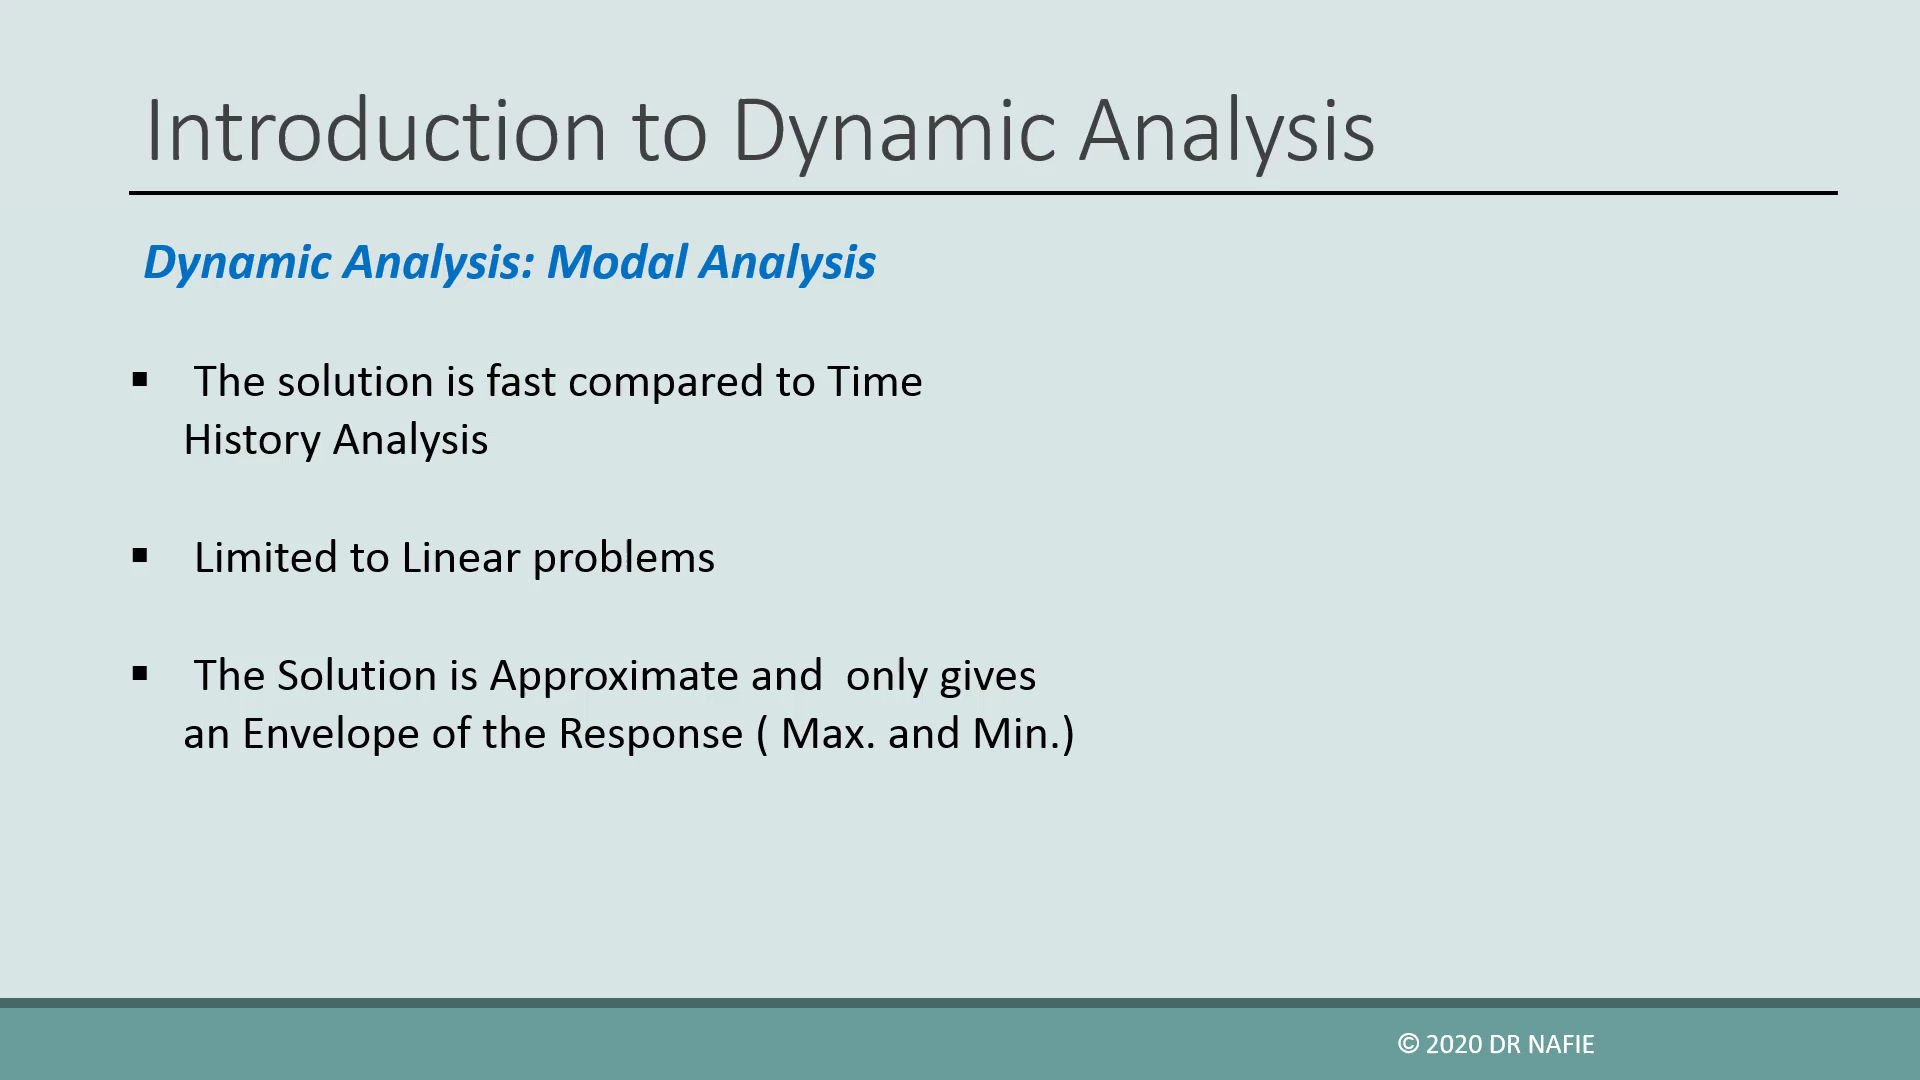 Introduction to Dynamic Analysis
Dynamic Analysis: Modal Analysis
▪ The solution is fast compared to Time
History Analysis
▪ Limited to Linear problems
▪ The Solution is Approximate and  only gives
an Envelope of the Response ( Max. and Min.)
© 2020 DR NAFIE